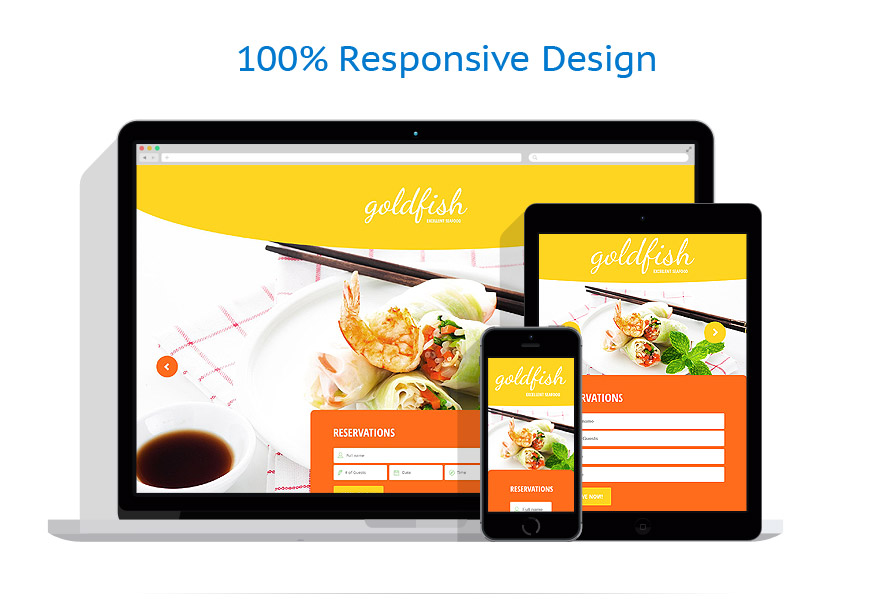 100% Responsive Design
goldfish
EXCELLENT SEAFOOD
RESERVATIONS
Full name
# of Guests
Date
Time
goldfish
EXCELLENT SEAFOOD
RVATIONS
name
Guests
VE NOW!
goldfish
EXCELLENT SEAFOOD
RESERVATIONS
Full name